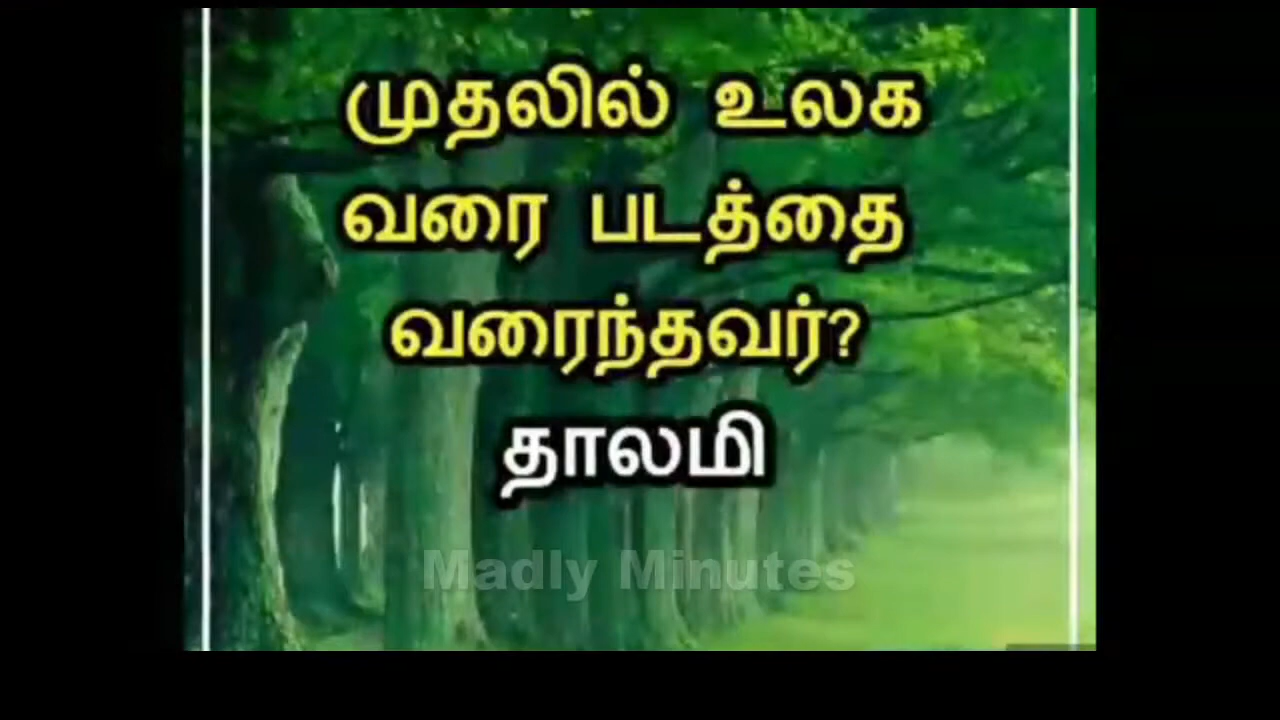 முதலில் உலக
வரை படத்தை
வரைந்தவர்?
தாலமி
Madly Minutes